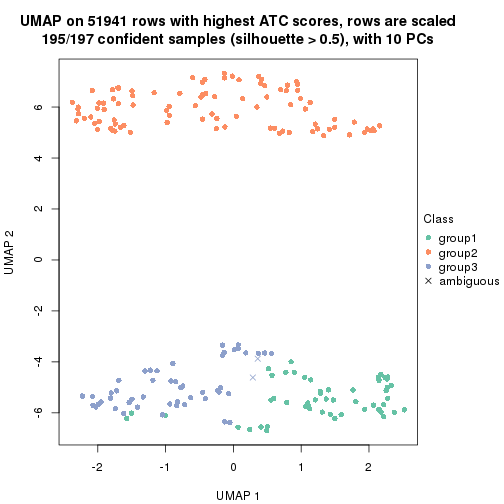 UMAP on 51941 rows with highest ATC scores, rows are scaled
195/197 confident samples (silhouette > 0.5), with 10 PCs
6
4
2
0
-2
-4
-6
UMAP 2
-2
-1
0
1
2
UMAP 1
Class
group1
group2
group3
ambiguous